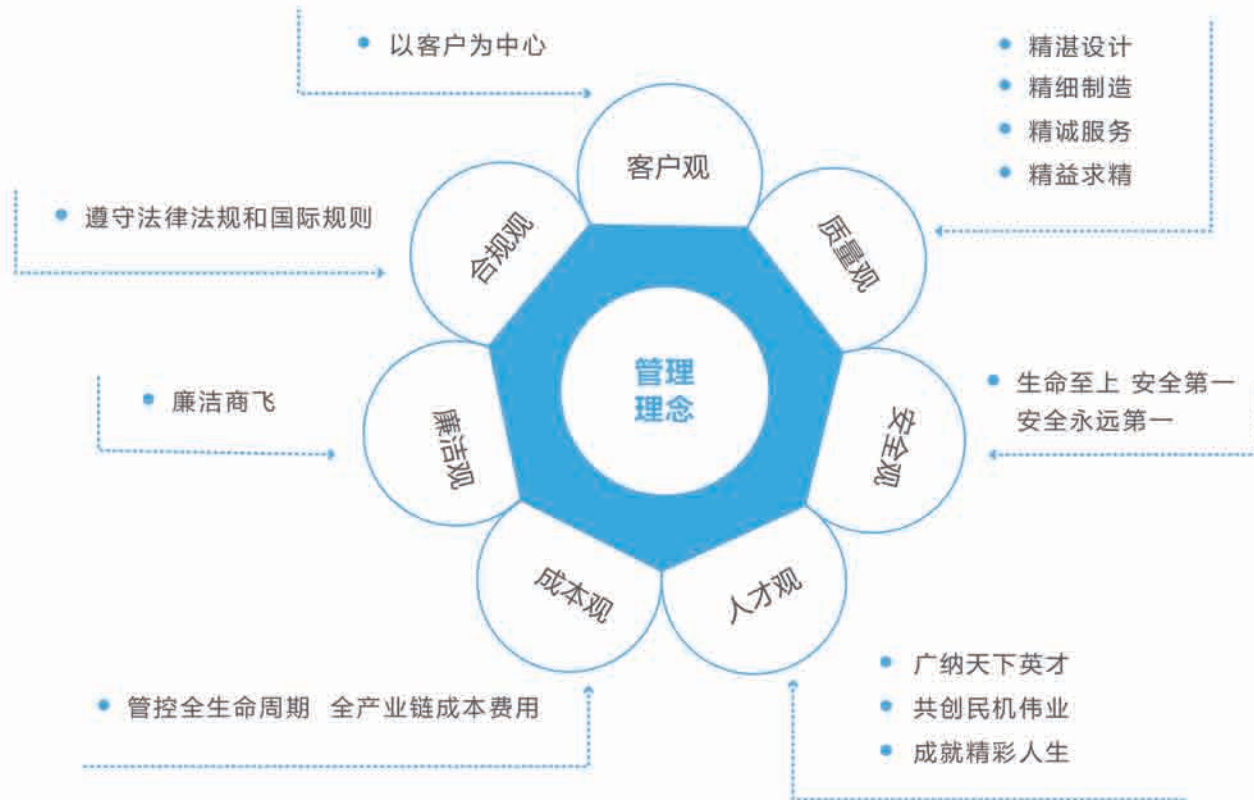 以客户为中心
精湛设计
精细制造
精诚服务
精益求精
客户观
质量观
合规观
遵守法律法规和国际规则
管理
理念
生命至上 安全第一
安全永远第一
廉洁商飞
廉洁观
安全观
成本观
人才观
广纳天下英才
共创民机伟业
成就精彩人生
管控全生命周期 全产业链成本费用